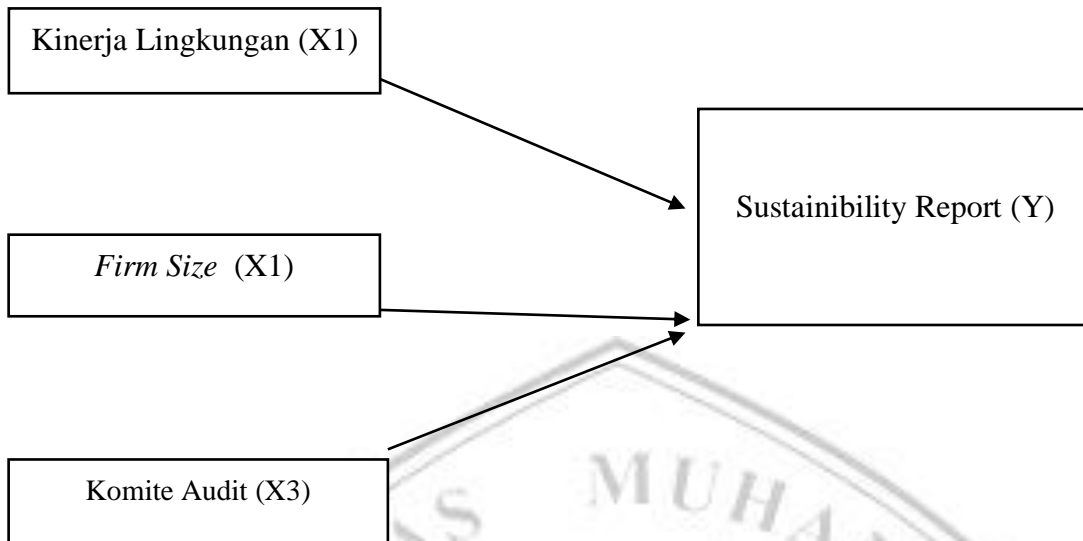 Kinerja Lingkungan (X1)
Sustainibility Report (Y)
Firm Size (X1)
Komite Audit (X3)
S MUHA